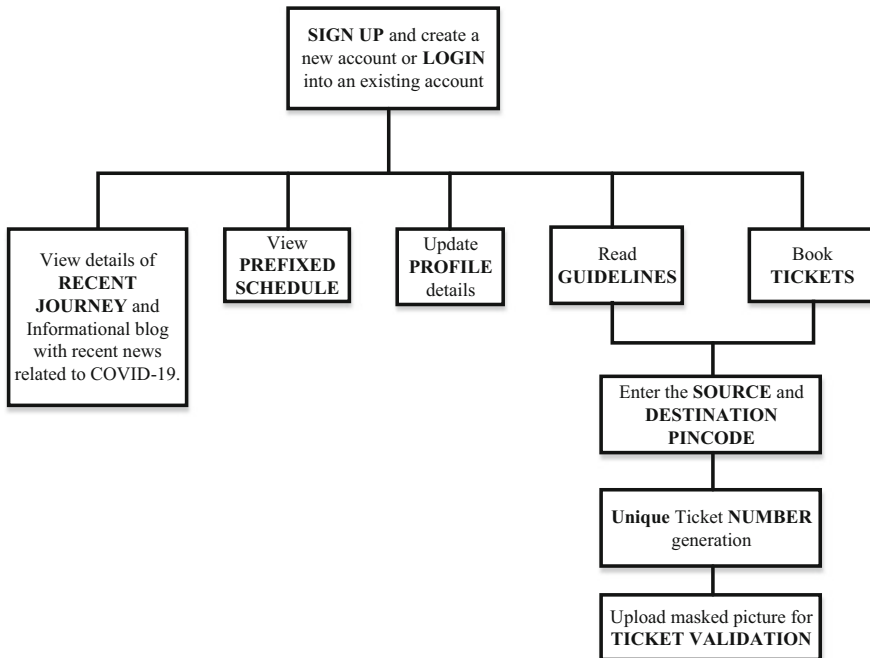 SIGN UP and create a
new account or LOGIN
into an existing account
View details of
RECENT
JOURNEY and
Informational blog
with recent news
related to COVID-19.
View
PREFIXED
SCHEDULE
Update
PROFILE
details
Read
GUIDELINES
Book
TICKETS
Enter the SOURCE and
DESTINATION
PINCODE
Unique Ticket NUMBER
generation
Upload masked picture for
TICKET VALIDATION